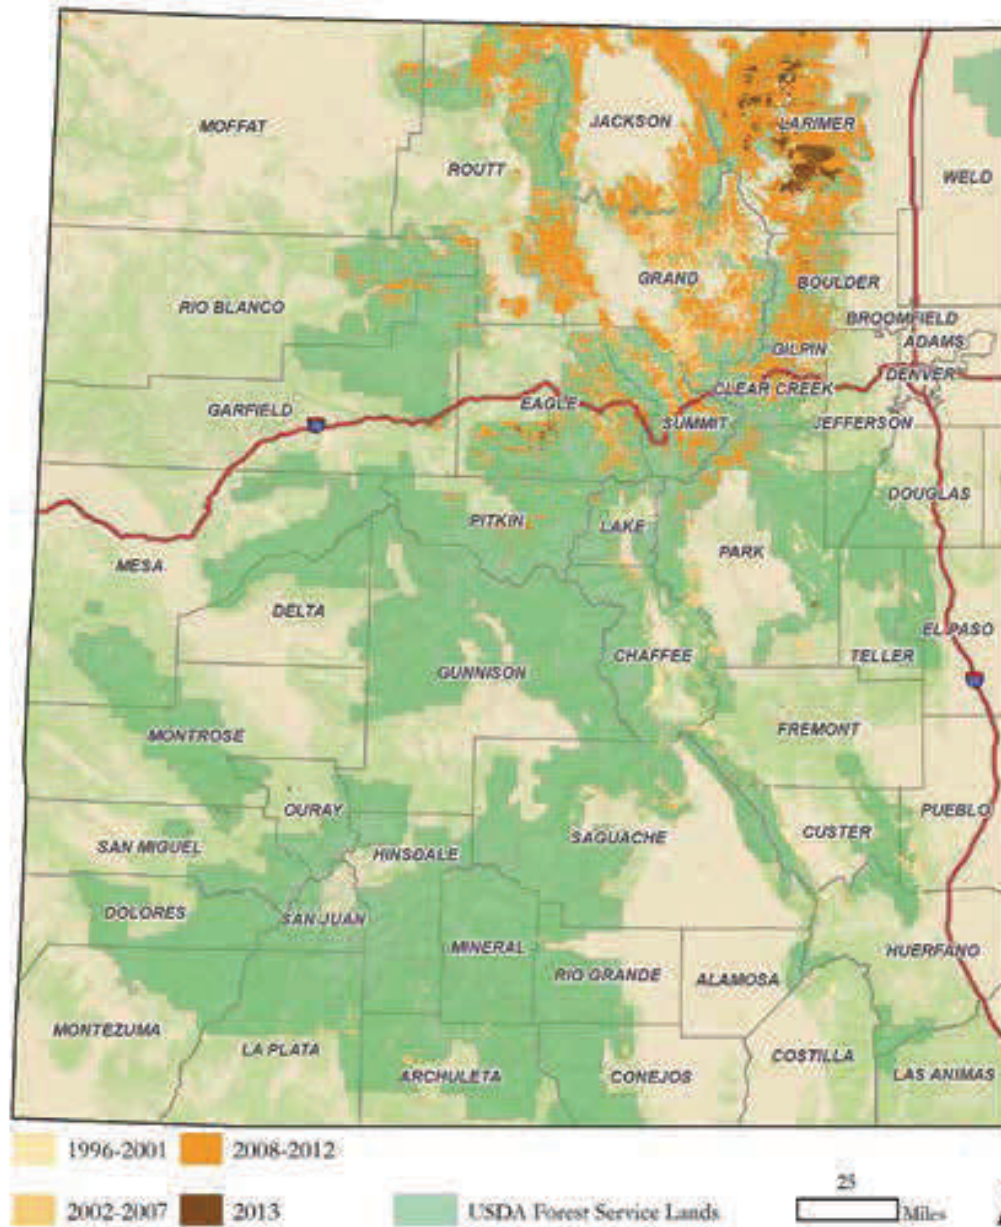 JACKSON
LARIMER
MOFFAT
ROUTT
WELD
GRAND
BOULDER
RIO BLANCO
BROOMFIELD
ADAMS
GILPIN
DENVER
CLEAR CREEK
EAGLE
GARFIELD
SUMMIT
JEFFERSON
DOUGLAS
PITKIN
LAKE
PARK
MESA
DELTA
EL PASO
CHAFFEE
TELLER
GUNNISON
FREMONT
MONTROSE
OURAY
PUEBLO
CUSTER
SAGUACHE
SAN MIGUEL
HINSDALE
DOLORES
SAN JUAN
MINERAL
HUERFANO
RIO GRANDE
ALAMOSA
MONTEZUMA
LA PLATA
COSTILLA
ARCHULETA
CONEJOS
LAS ANIMAS
1996-2001
2008-2012
25
2002-2007
2013
USDA Forest Service Lands
Miles